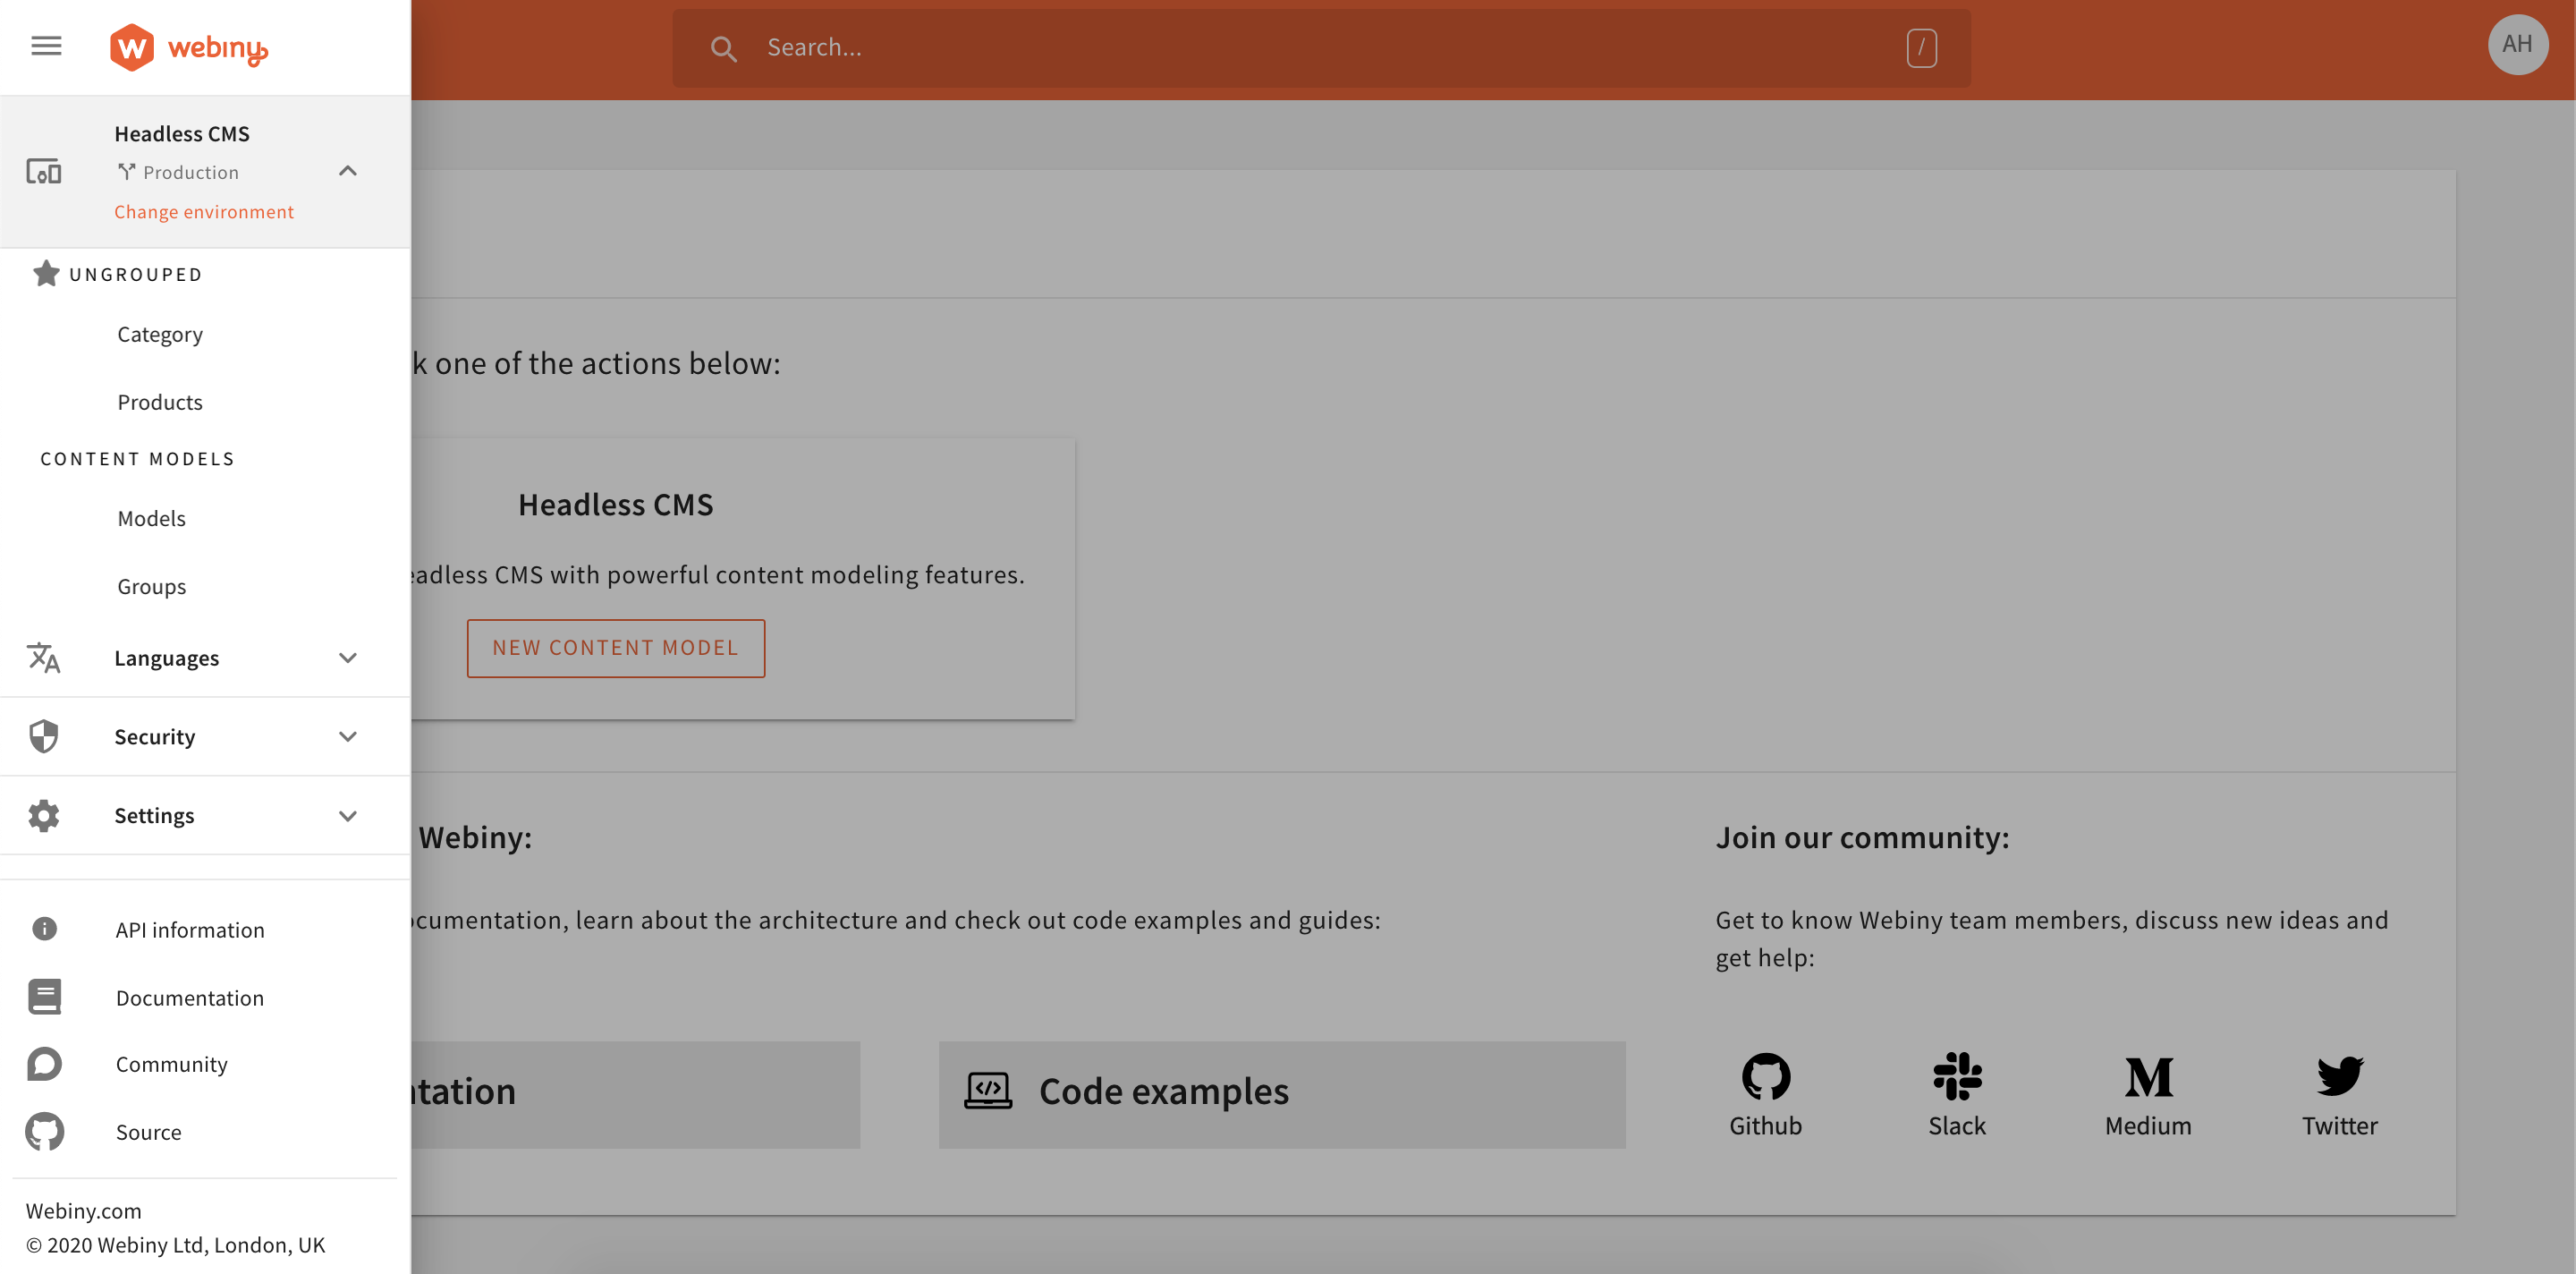 webiny
Search...
/
AH
Headless CMS
Production
Change environment
UNGROUPED
Category
Products
CONTENT MODELS
Models
Groups
Languages
Security
Settings
API information
Documentation
Community
Source
Webiny.com
© 2020 Webiny Ltd, London, UK
k one of the actions below:
Headless CMS
eadless CMS with powerful content modeling features.
NEW CONTENT MODEL
Webiny:
ocumentation, learn about the architecture and check out code examples and guides:
ntation
Code examples
Join our community:
Get to know Webiny team members, discuss new ideas and
get help:
Github
Slack
Medium
Twitter